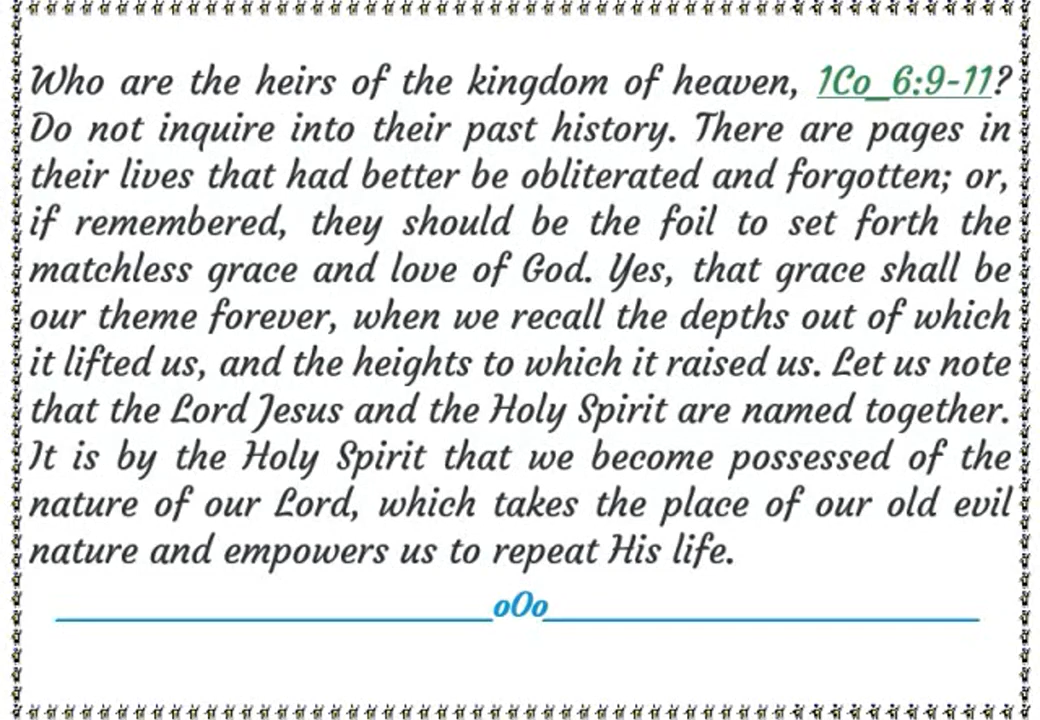 Who are the heirs of the kingdom of heaven, 1Co_6:9-11?
Do not inquire into their past history. There are pages in
their lives that had better be obliterated and forgotten; or,
if remembered, they should be the foil to set forth the
matchless grace and love of God. Yes, that grace shall be
our theme forever, when we recall the depths out of which
it lifted us, and the heights to which it raised us. Let us note
that the Lord Jesus and the Holy Spirit are named together.
It is by the Holy Spirit that we become possessed of the
nature of our Lord, which takes the place of our old evil
nature and empowers us to repeat His life.
oOo